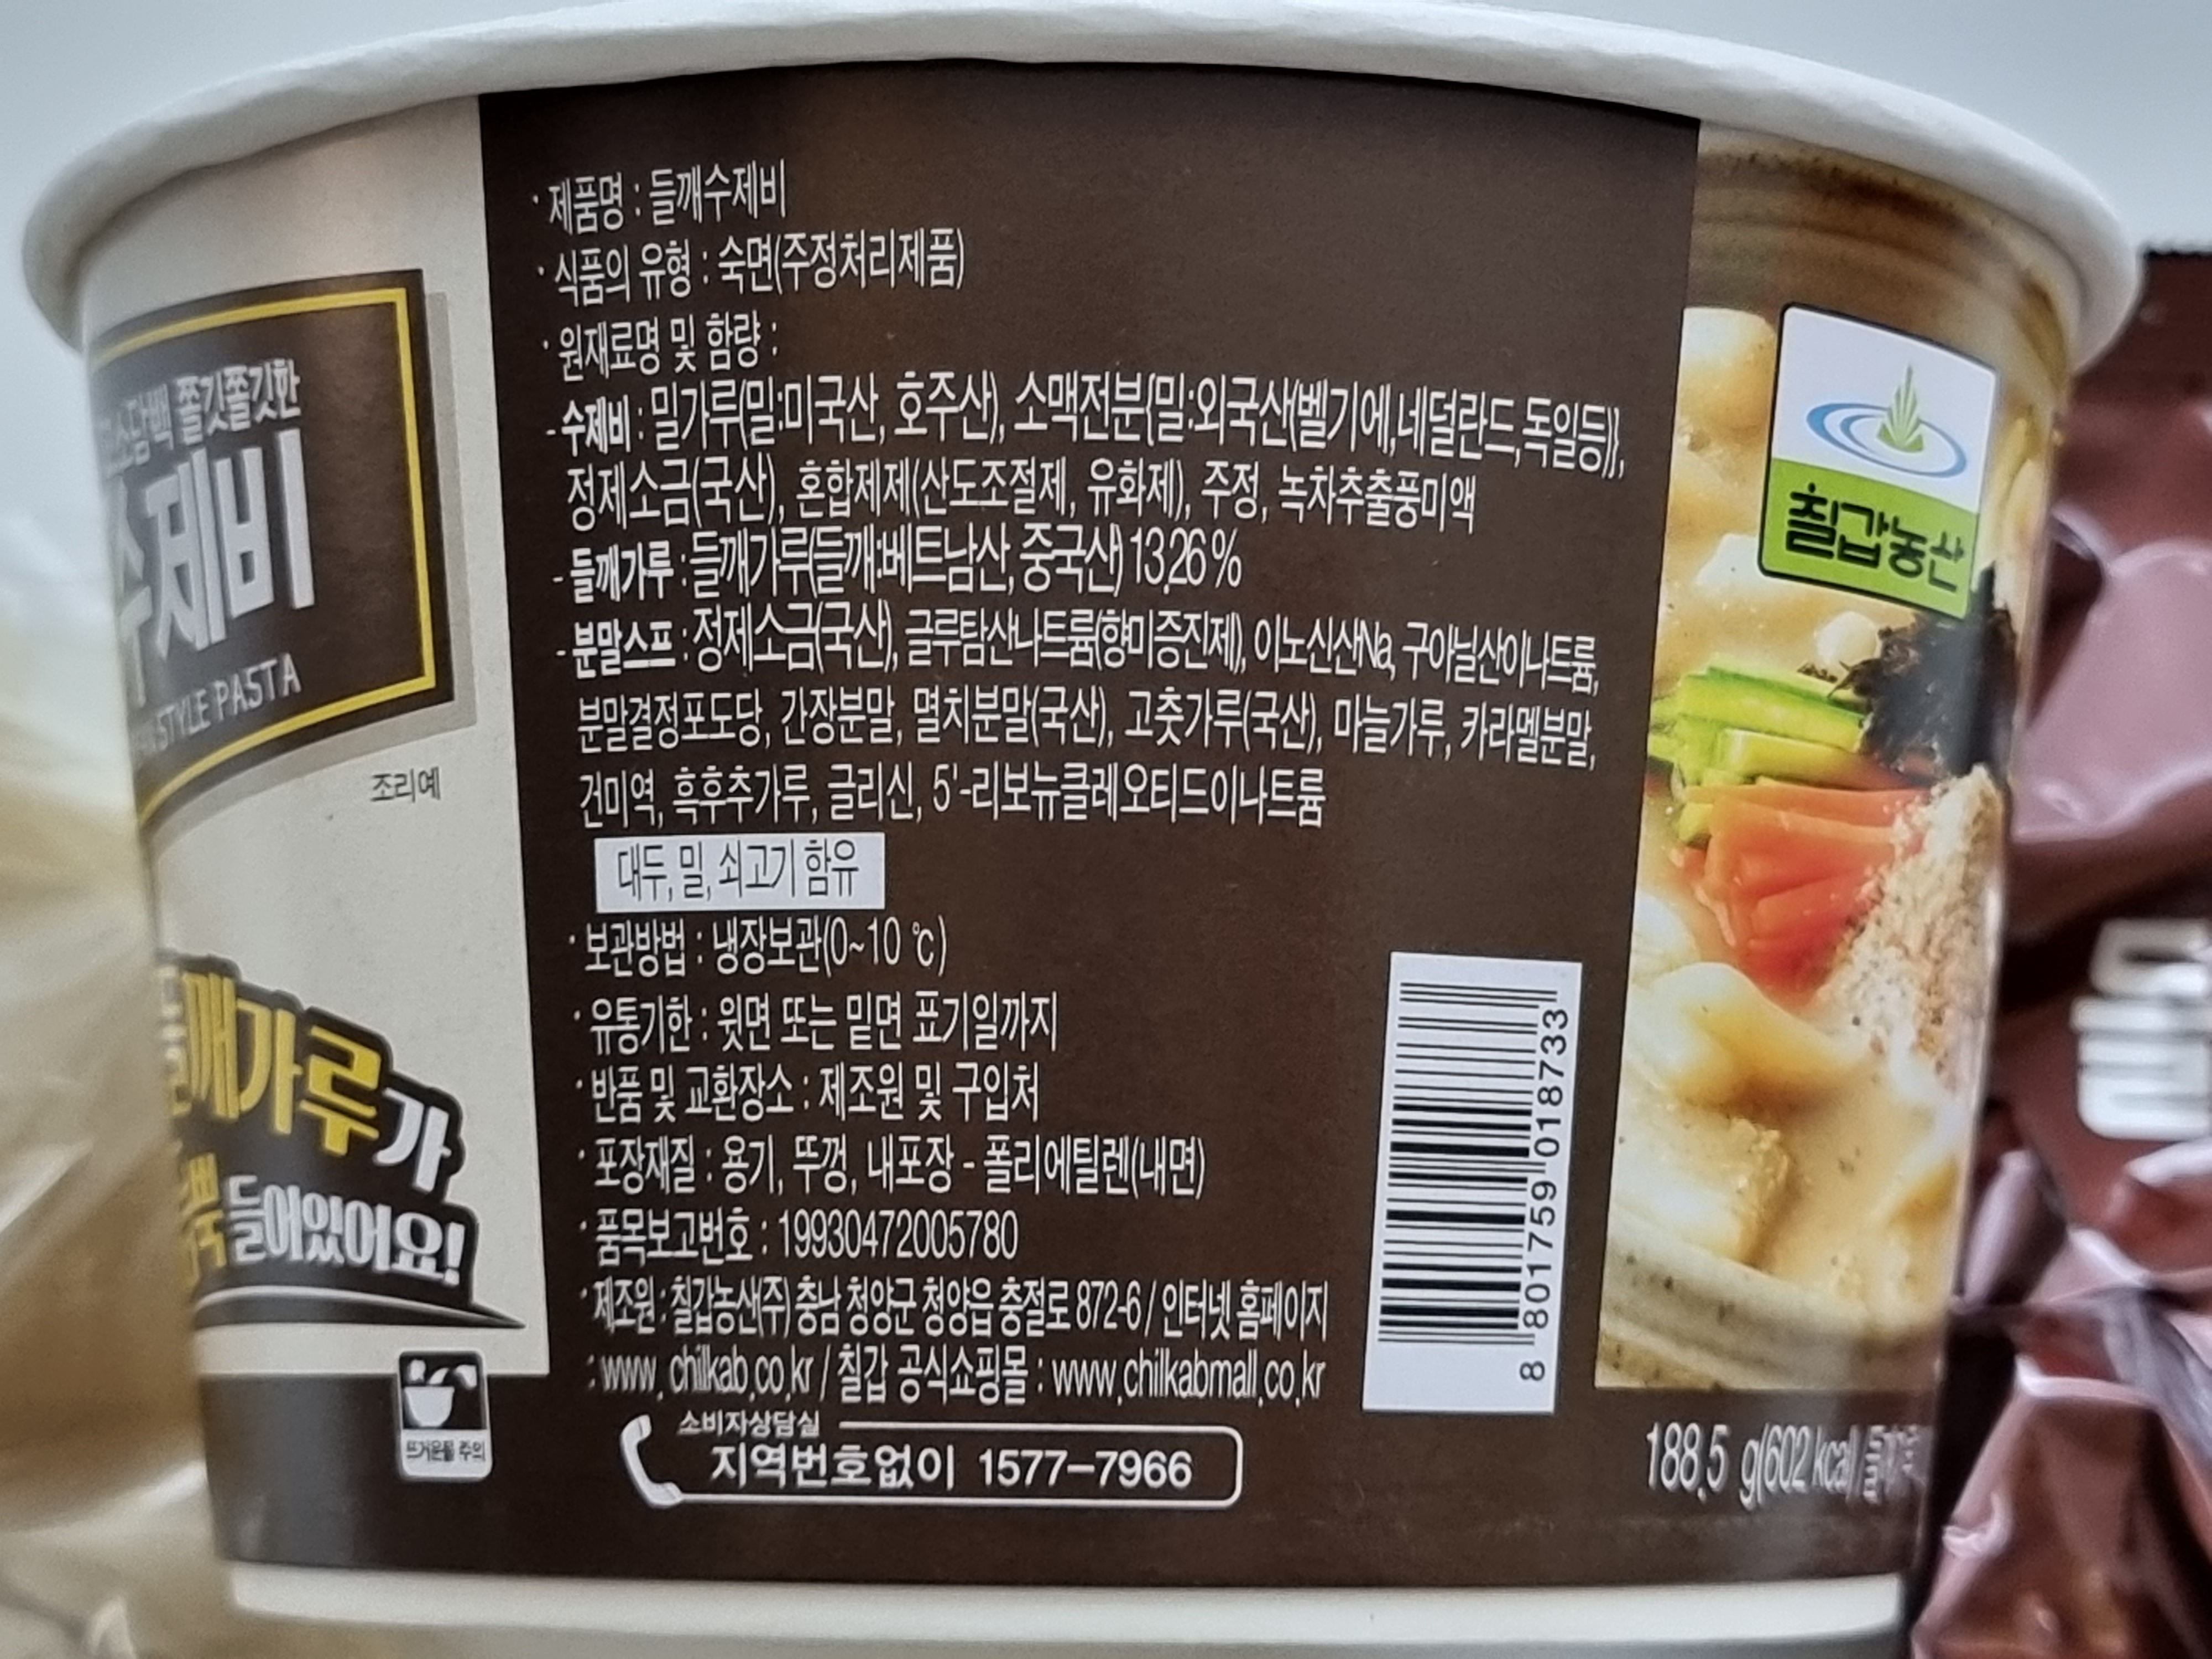 · 제품명 : 들깨수제비
· 식품의 유형 : 숙면(주정처리제품)
· 원재료명 및 함량 :
- 수제비 : 밀가루(밀:미국산, 호주산), 소맥전분{밀:외국산(벨기에,네덜란드,독일등)},
정제소금(국산), 혼합제제(산도조절제, 유화제), 주정, 녹차추출풍미액
- 들깨가루 : 들깨가루(들깨:베트남산, 중국산) 13.26%
- 분말스프 : 정제소금(국산), 글루탐산나트륨(향미증진제), 이노신산Na, 구아닐산이나트륨,
분말결정포도당, 간장분말, 멸치분말(국산), 고춧가루(국산), 마늘가루, 카라멜분말,
건미역, 흑후추가루, 글리신, 5'-리보뉴클레오티드이나트륨
대두, 밀, 쇠고기 함유
· 보관방법 : 냉장보관(0~10 ℃)
· 유통기한 : 윗면 또는 밑면 표기일까지
· 반품 및 교환장소 : 제조원 및 구입처
· 포장재질 : 용기, 뚜껑, 내포장 - 폴리에틸렌(내면)
· 품목보고번호 : 19930472005780
· 제조원 : 칠갑농산(주) 충남 청양군 청양읍 충절로 872-6 / 인터넷 홈페이지
: www.chilkab.co.kr / 칠갑 공식쇼핑몰 : www.chilkabmall.co.kr
소비자상담실
지역번호없이 1577-7966
8 801759 018733
쫄깃쫄깃한
수제비
STYLE PASTA
조리예
들깨가루가
들어있어요!
뜨거운물 주의
칠갑농산
188.5 g(602 kcal)